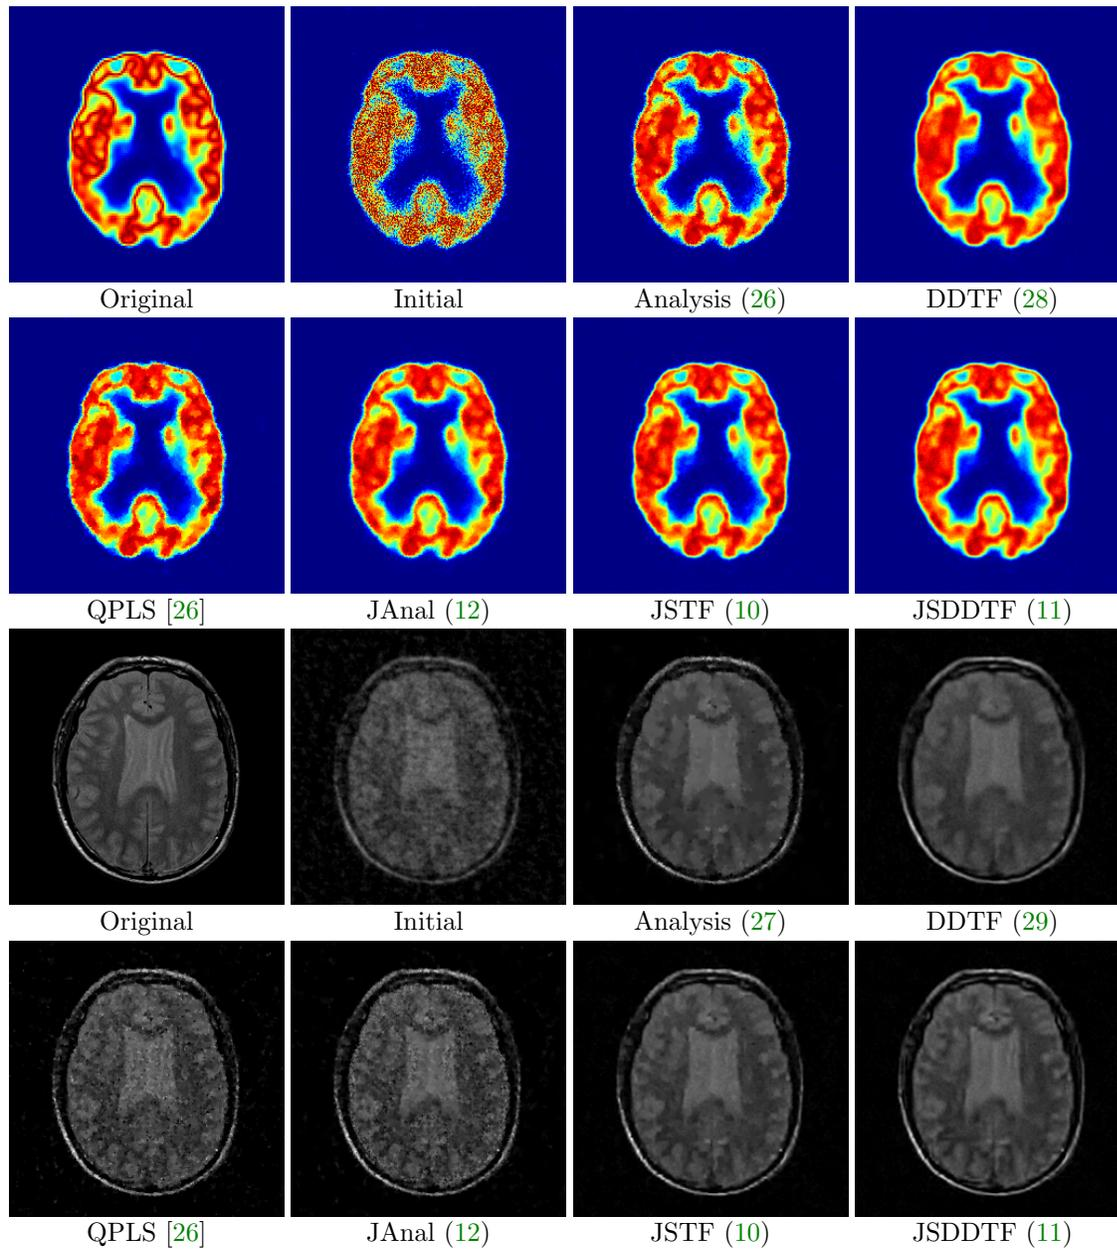 Original Initial Analysis (26) DDTF (28)
QPLS [26] JAnal (12) JSTF (10) JSDDTF (11)
Original Initial Analysis (27) DDTF (29)
QPLS [26] JAnal (12) JSTF (10) JSDDTF (11)